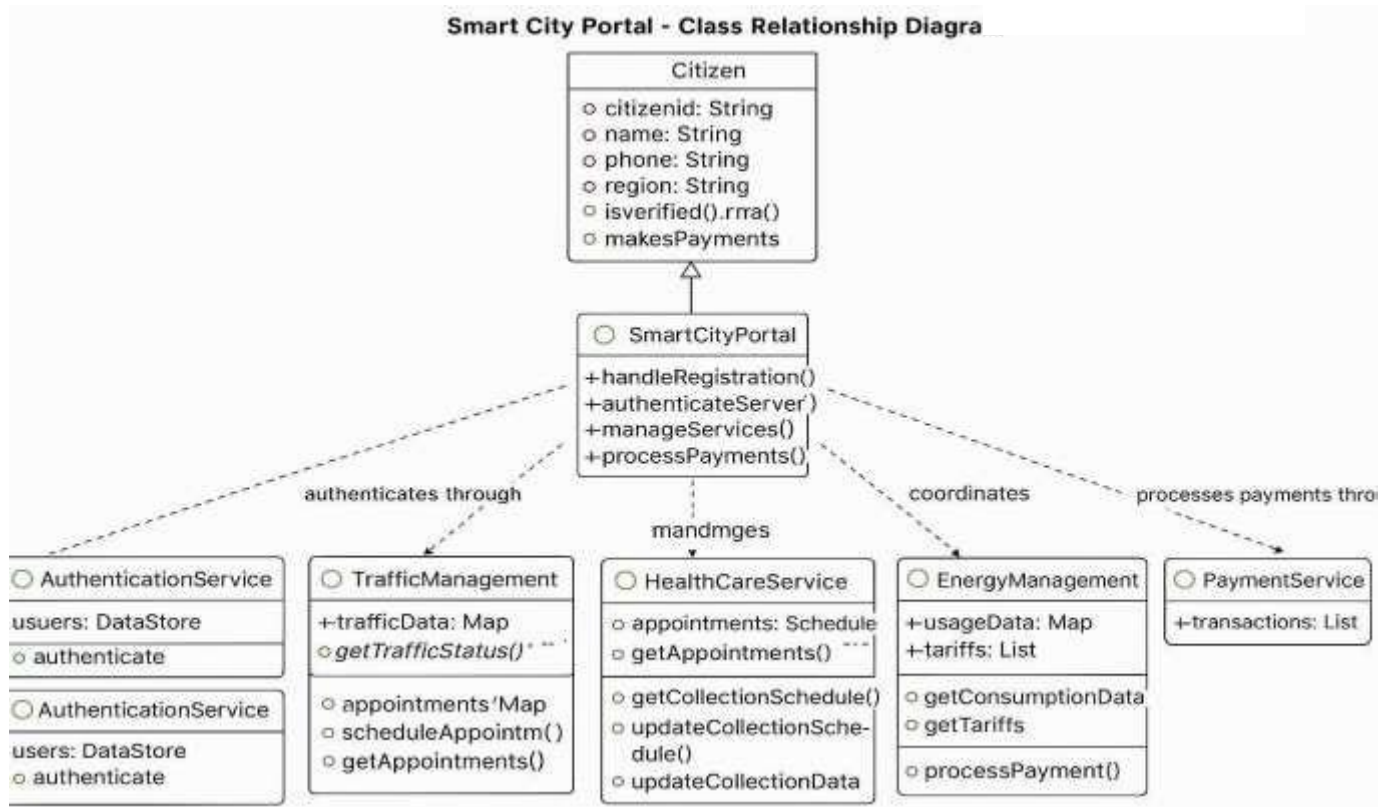 Smart City Portal - Class Relationship Diagra
Citizen
citizenid: String
name: String
phone: String
region: String
isverified().rrra()
makesPayments
SmartCityPortal
+handleRegistration()
+authenticateServer)
+manageServices()
+processPayments()
authenticates through
mandmges
coordinates
processes payments throu
AuthenticationService
usuers: DataStore
authenticate
AuthenticationService
users: DataStore
authenticate
TrafficManagement
+trafficData: Map
getTrafficStatus()
appointments'Map
scheduleAppointm()
getAppointments()
HealthCareService
appointments: Schedule
getAppointments()
getCollectionSchedule()
updateCollectionSche-
dule()
updateCollectionData
EnergyManagement
+usageData: Map
+tariffs: List
getConsumptionData
getTariffs
processPayment()
PaymentService
+transactions: List